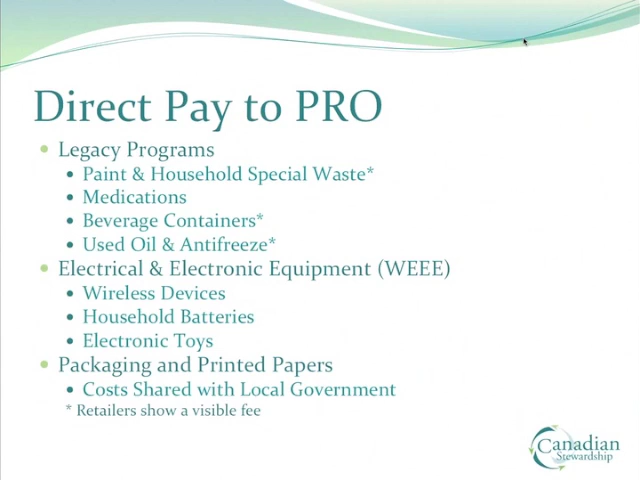 Direct Pay to PRO
Legacy Programs
Paint & Household Special Waste*
Medications
Beverage Containers*
Used Oil & Antifreeze*
Electrical & Electronic Equipment (WEEE)
Wireless Devices
Household Batteries
Electronic Toys
Packaging and Printed Papers
Costs Shared with Local Government
* Retailers show a visible fee
Canadian
Stewardship